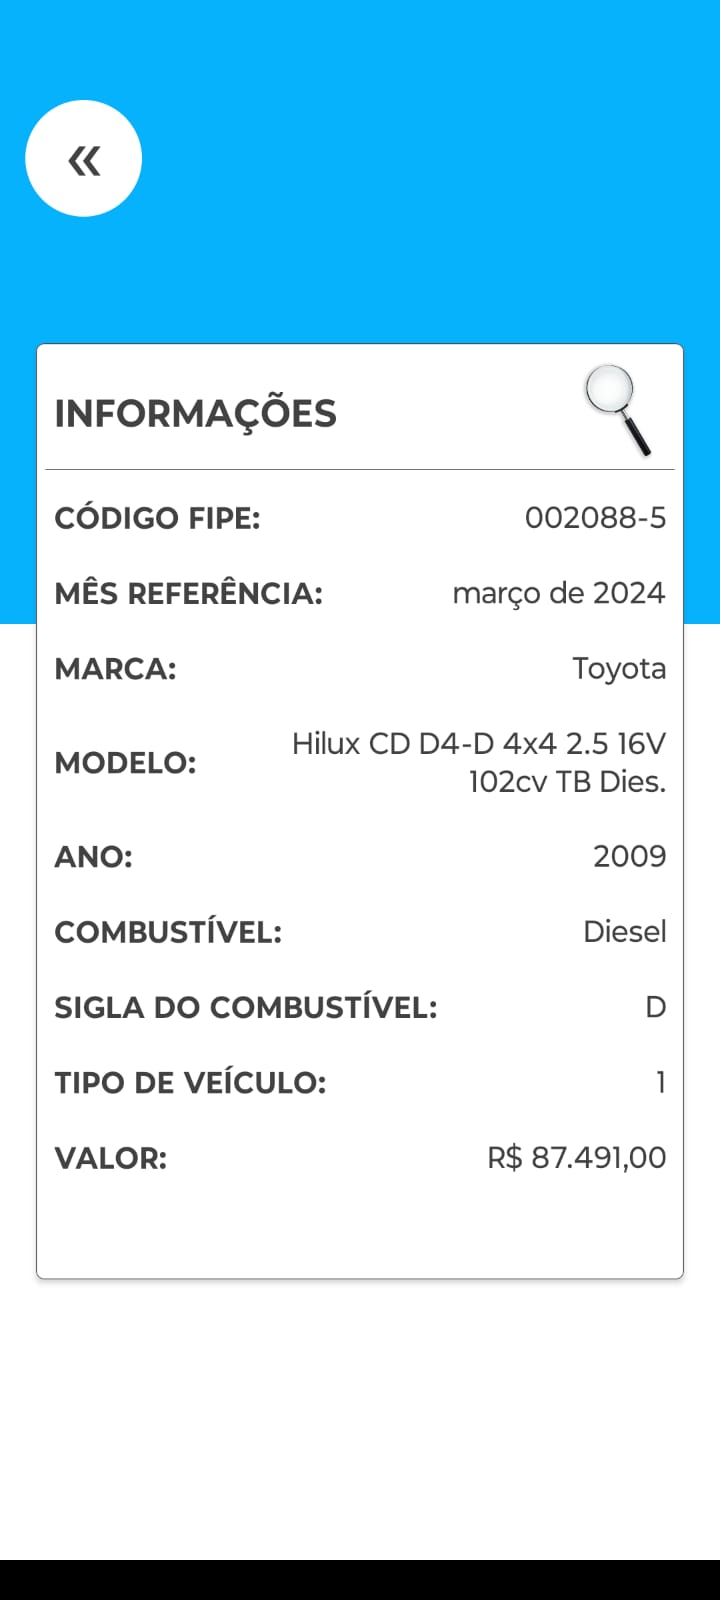 «
INFORMAÇÕES
CÓDIGO FIPE: 002088-5
MÊS REFERÊNCIA: março de 2024
MARCA: Toyota
MODELO: Hilux CD D4-D 4x4 2.5 16V
102cv TB Dies.
ANO: 2009
COMBUSTÍVEL: Diesel
SIGLA DO COMBUSTÍVEL: D
TIPO DE VEÍCULO: 1
VALOR: R$ 87.491,00